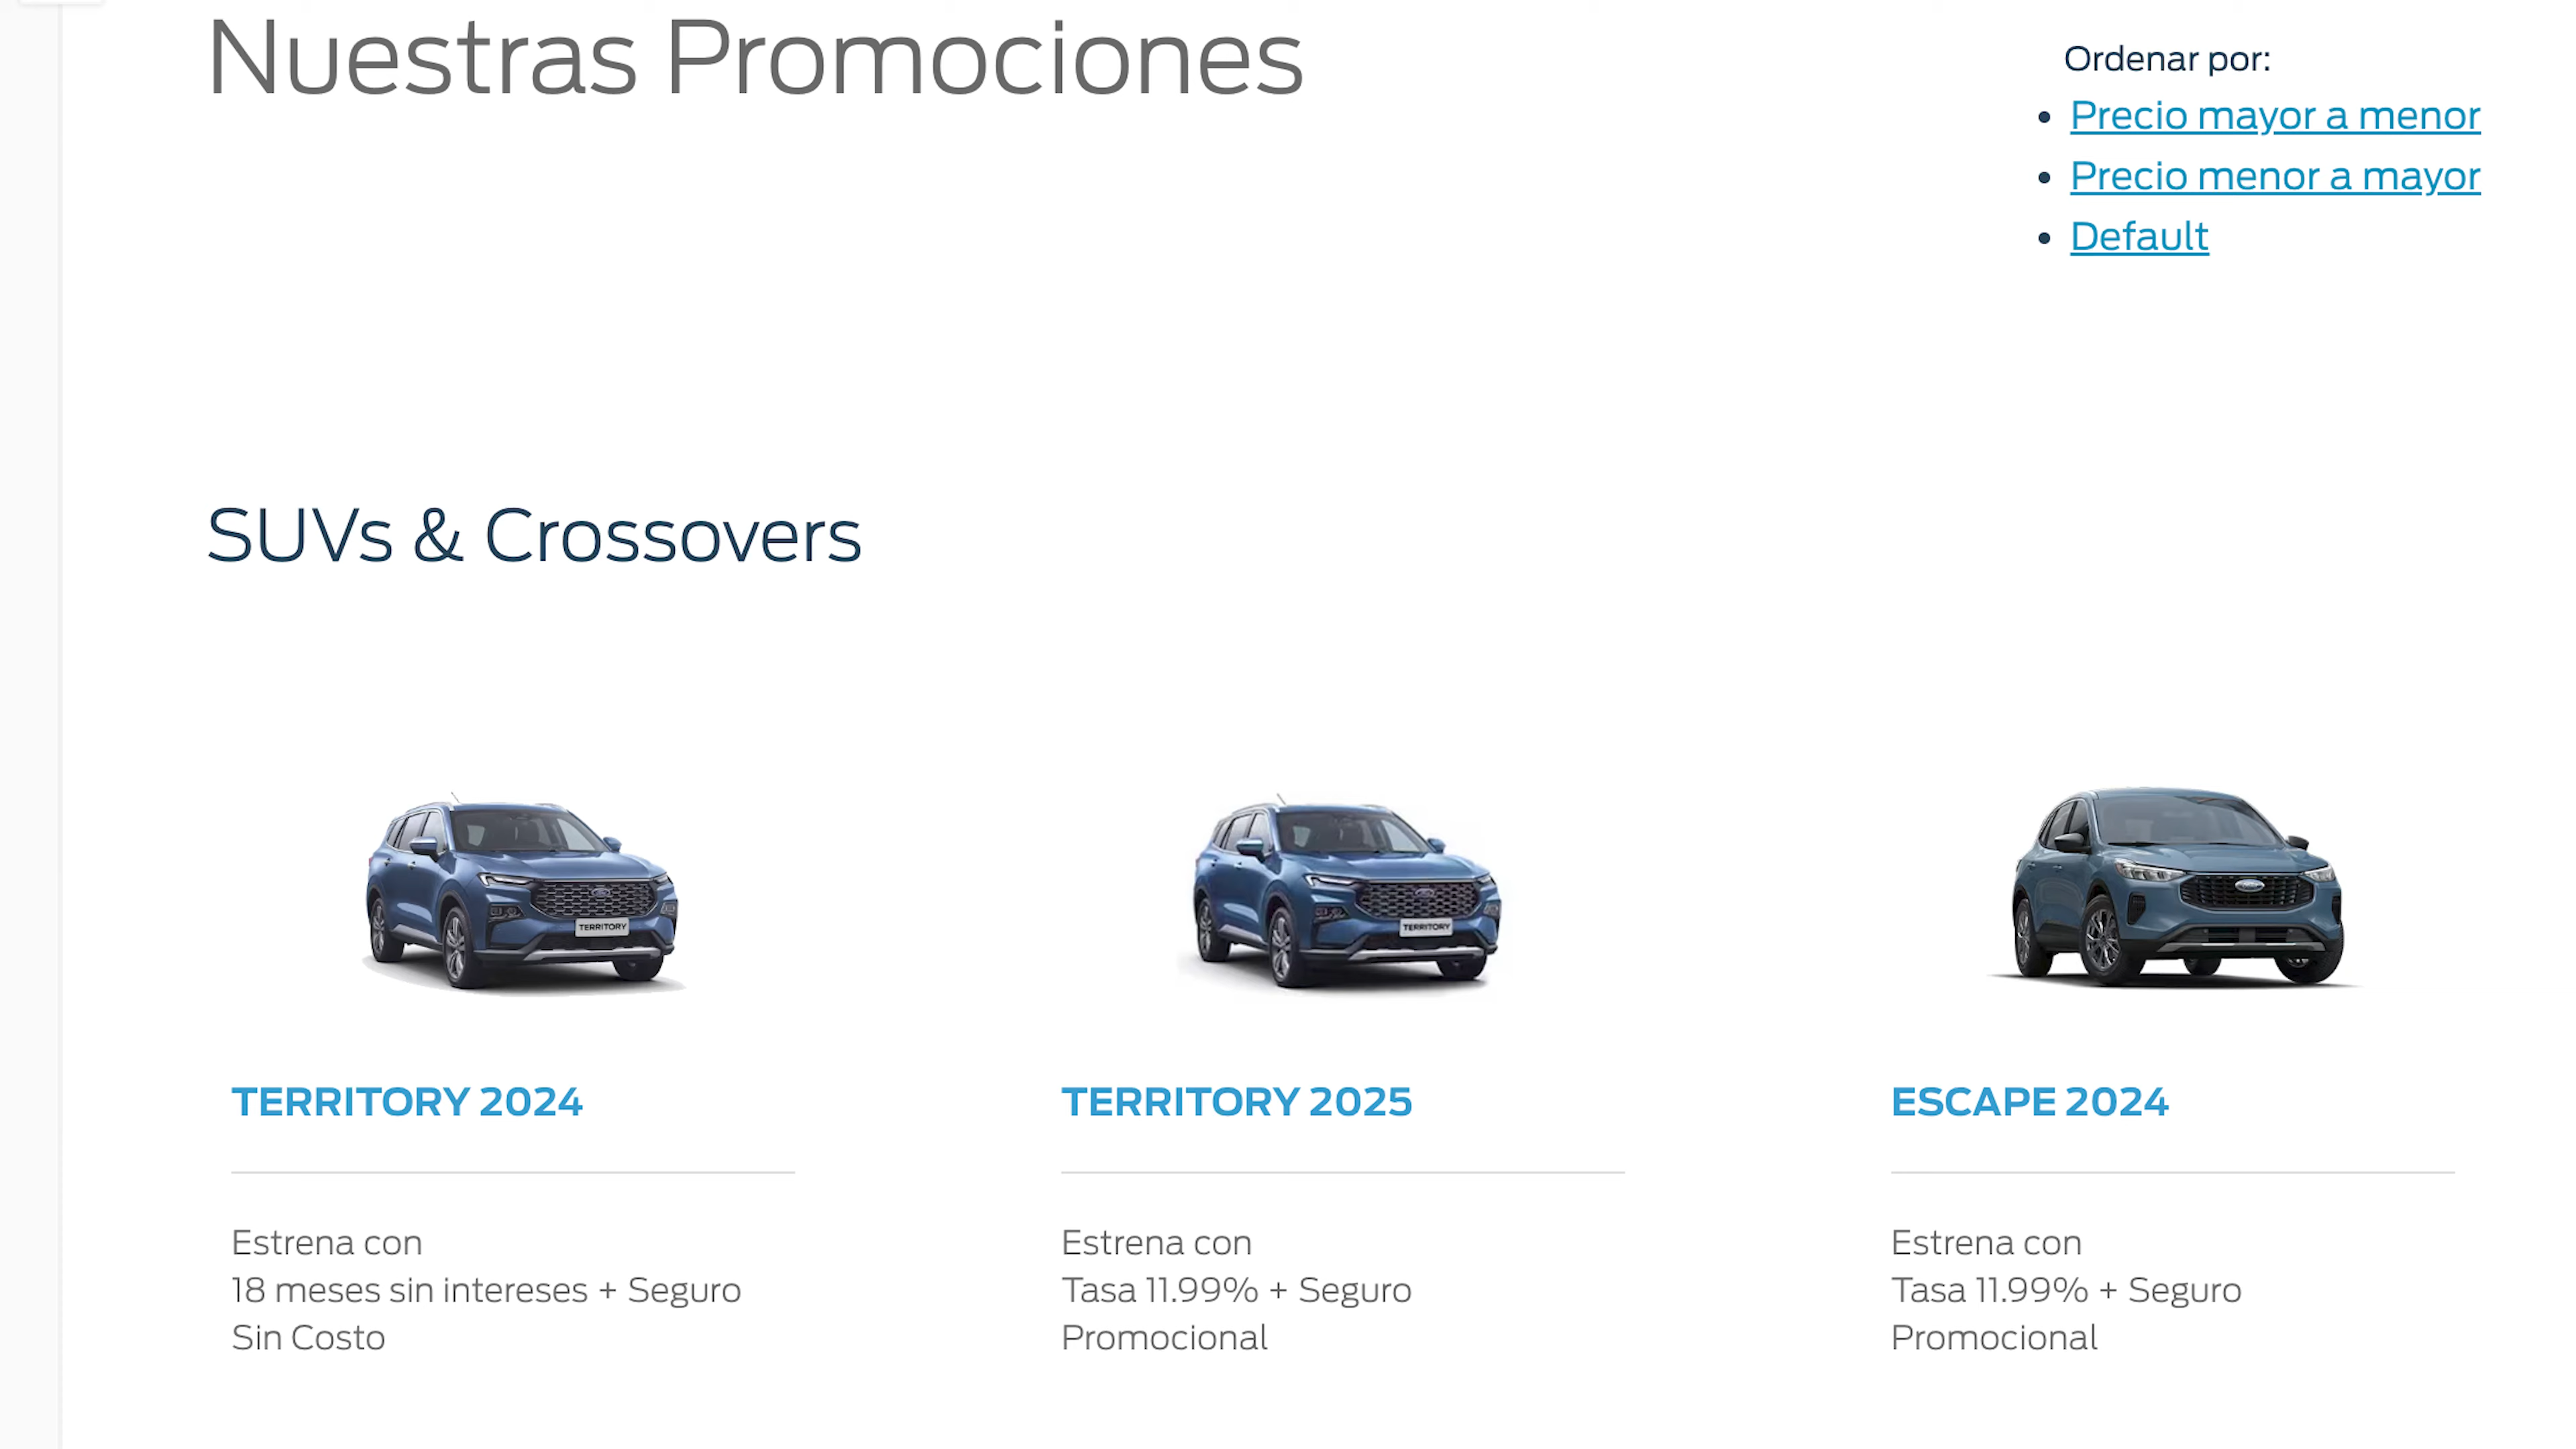 Nuestras Promociones
Ordenar por:
Precio mayor a menor
Precio menor a mayor
Default
SUVs & Crossovers
TERRITORY
TERRITORY
TERRITORY 2024
Estrena con
18 meses sin intereses + Seguro
Sin Costo
TERRITORY 2025
Estrena con
Tasa 11.99% + Seguro
Promocional
ESCAPE 2024
Estrena con
Tasa 11.99% + Seguro
Promocional